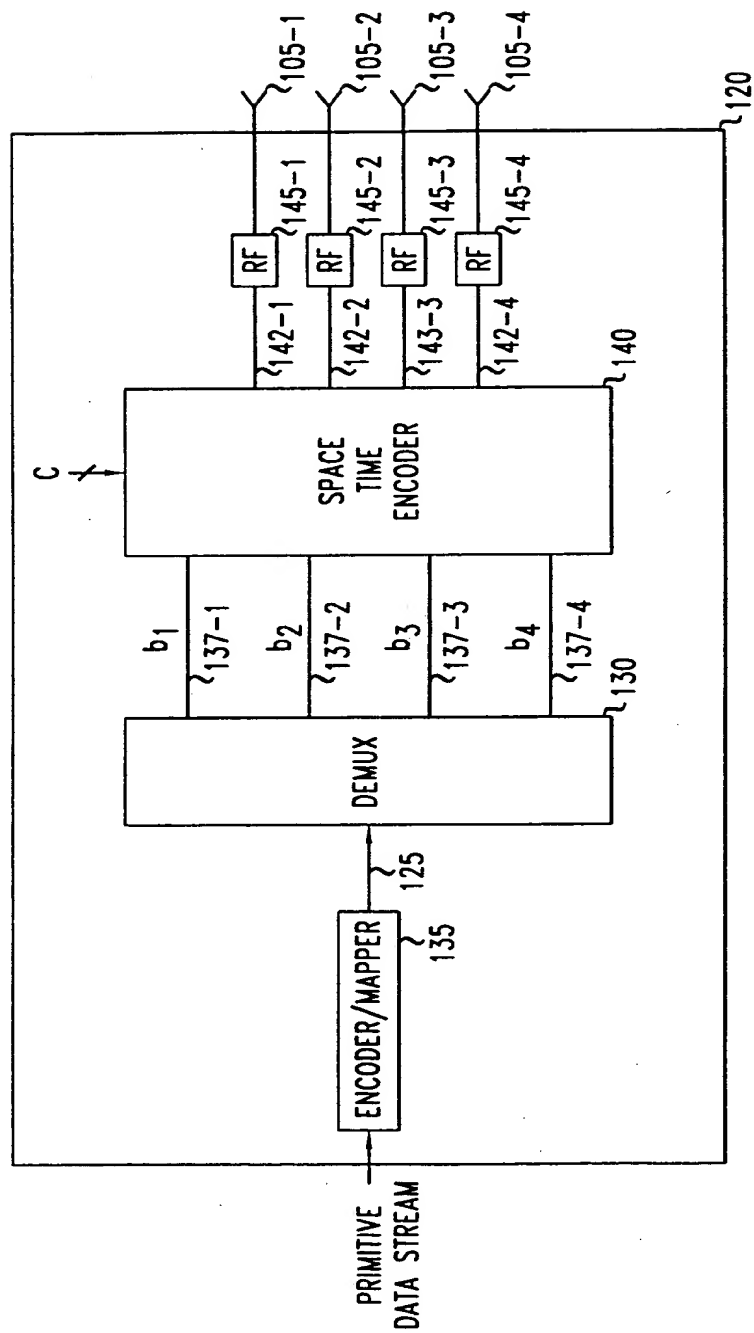 PRIMITIVE
DATA STREAM
ENCODER/MAPPER
135
125
DEMUX
130
b1
137-1
b2
137-2
b3
137-3
b4
137-4
C
SPACE
TIME
ENCODER
140
142-1
142-2
143-3
142-4
RF
145-1
RF
145-2
RF
145-3
RF
145-4
105-1
105-2
105-3
105-4
120